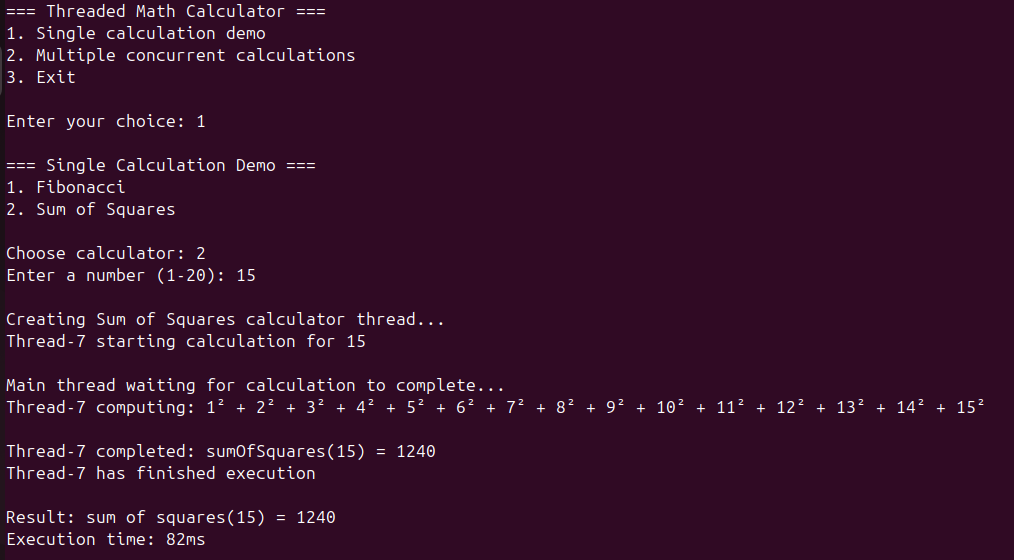 === Threaded Math Calculator ===
1. Single calculation demo
2. Multiple concurrent calculations
3. Exit
Enter your choice: 1
=== Single Calculation Demo ===
1. Fibonacci
2. Sum of Squares
Choose calculator: 2
Enter a number (1-20): 15
Creating Sum of Squares calculator thread...
Thread-7 starting calculation for 15
Main thread waiting for calculation to complete...
Thread-7 computing: 1² + 2² + 3² + 4² + 5² + 6² + 7² + 8² + 9² + 10² + 11² + 12² + 13² + 14² + 15²
Thread-7 completed: sumOfSquares(15) = 1240
Thread-7 has finished execution
Result: sum of squares(15) = 1240
Execution time: 82ms